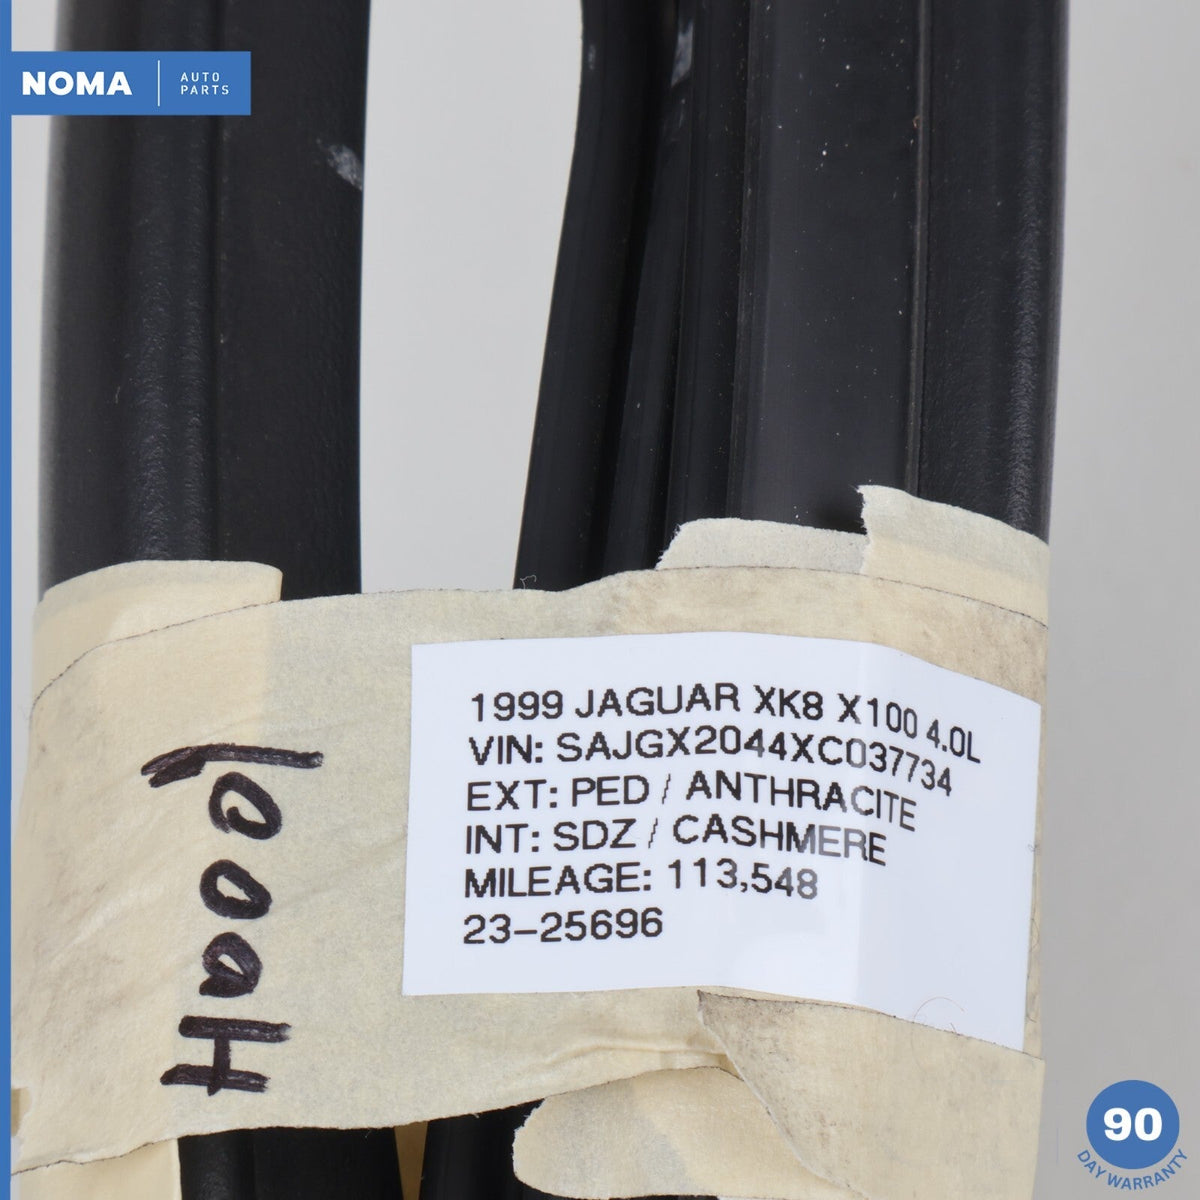 NOMA
AUTO
PARTS
1999 JAGUAR XK8 X100 4.0L
VIN: SAJGX2044XC037734
EXT: PED / ANTHRACITE
INT: SDZ / CASHMERE
MILEAGE: 113,548
23-25696
90
DAY WARRANTY